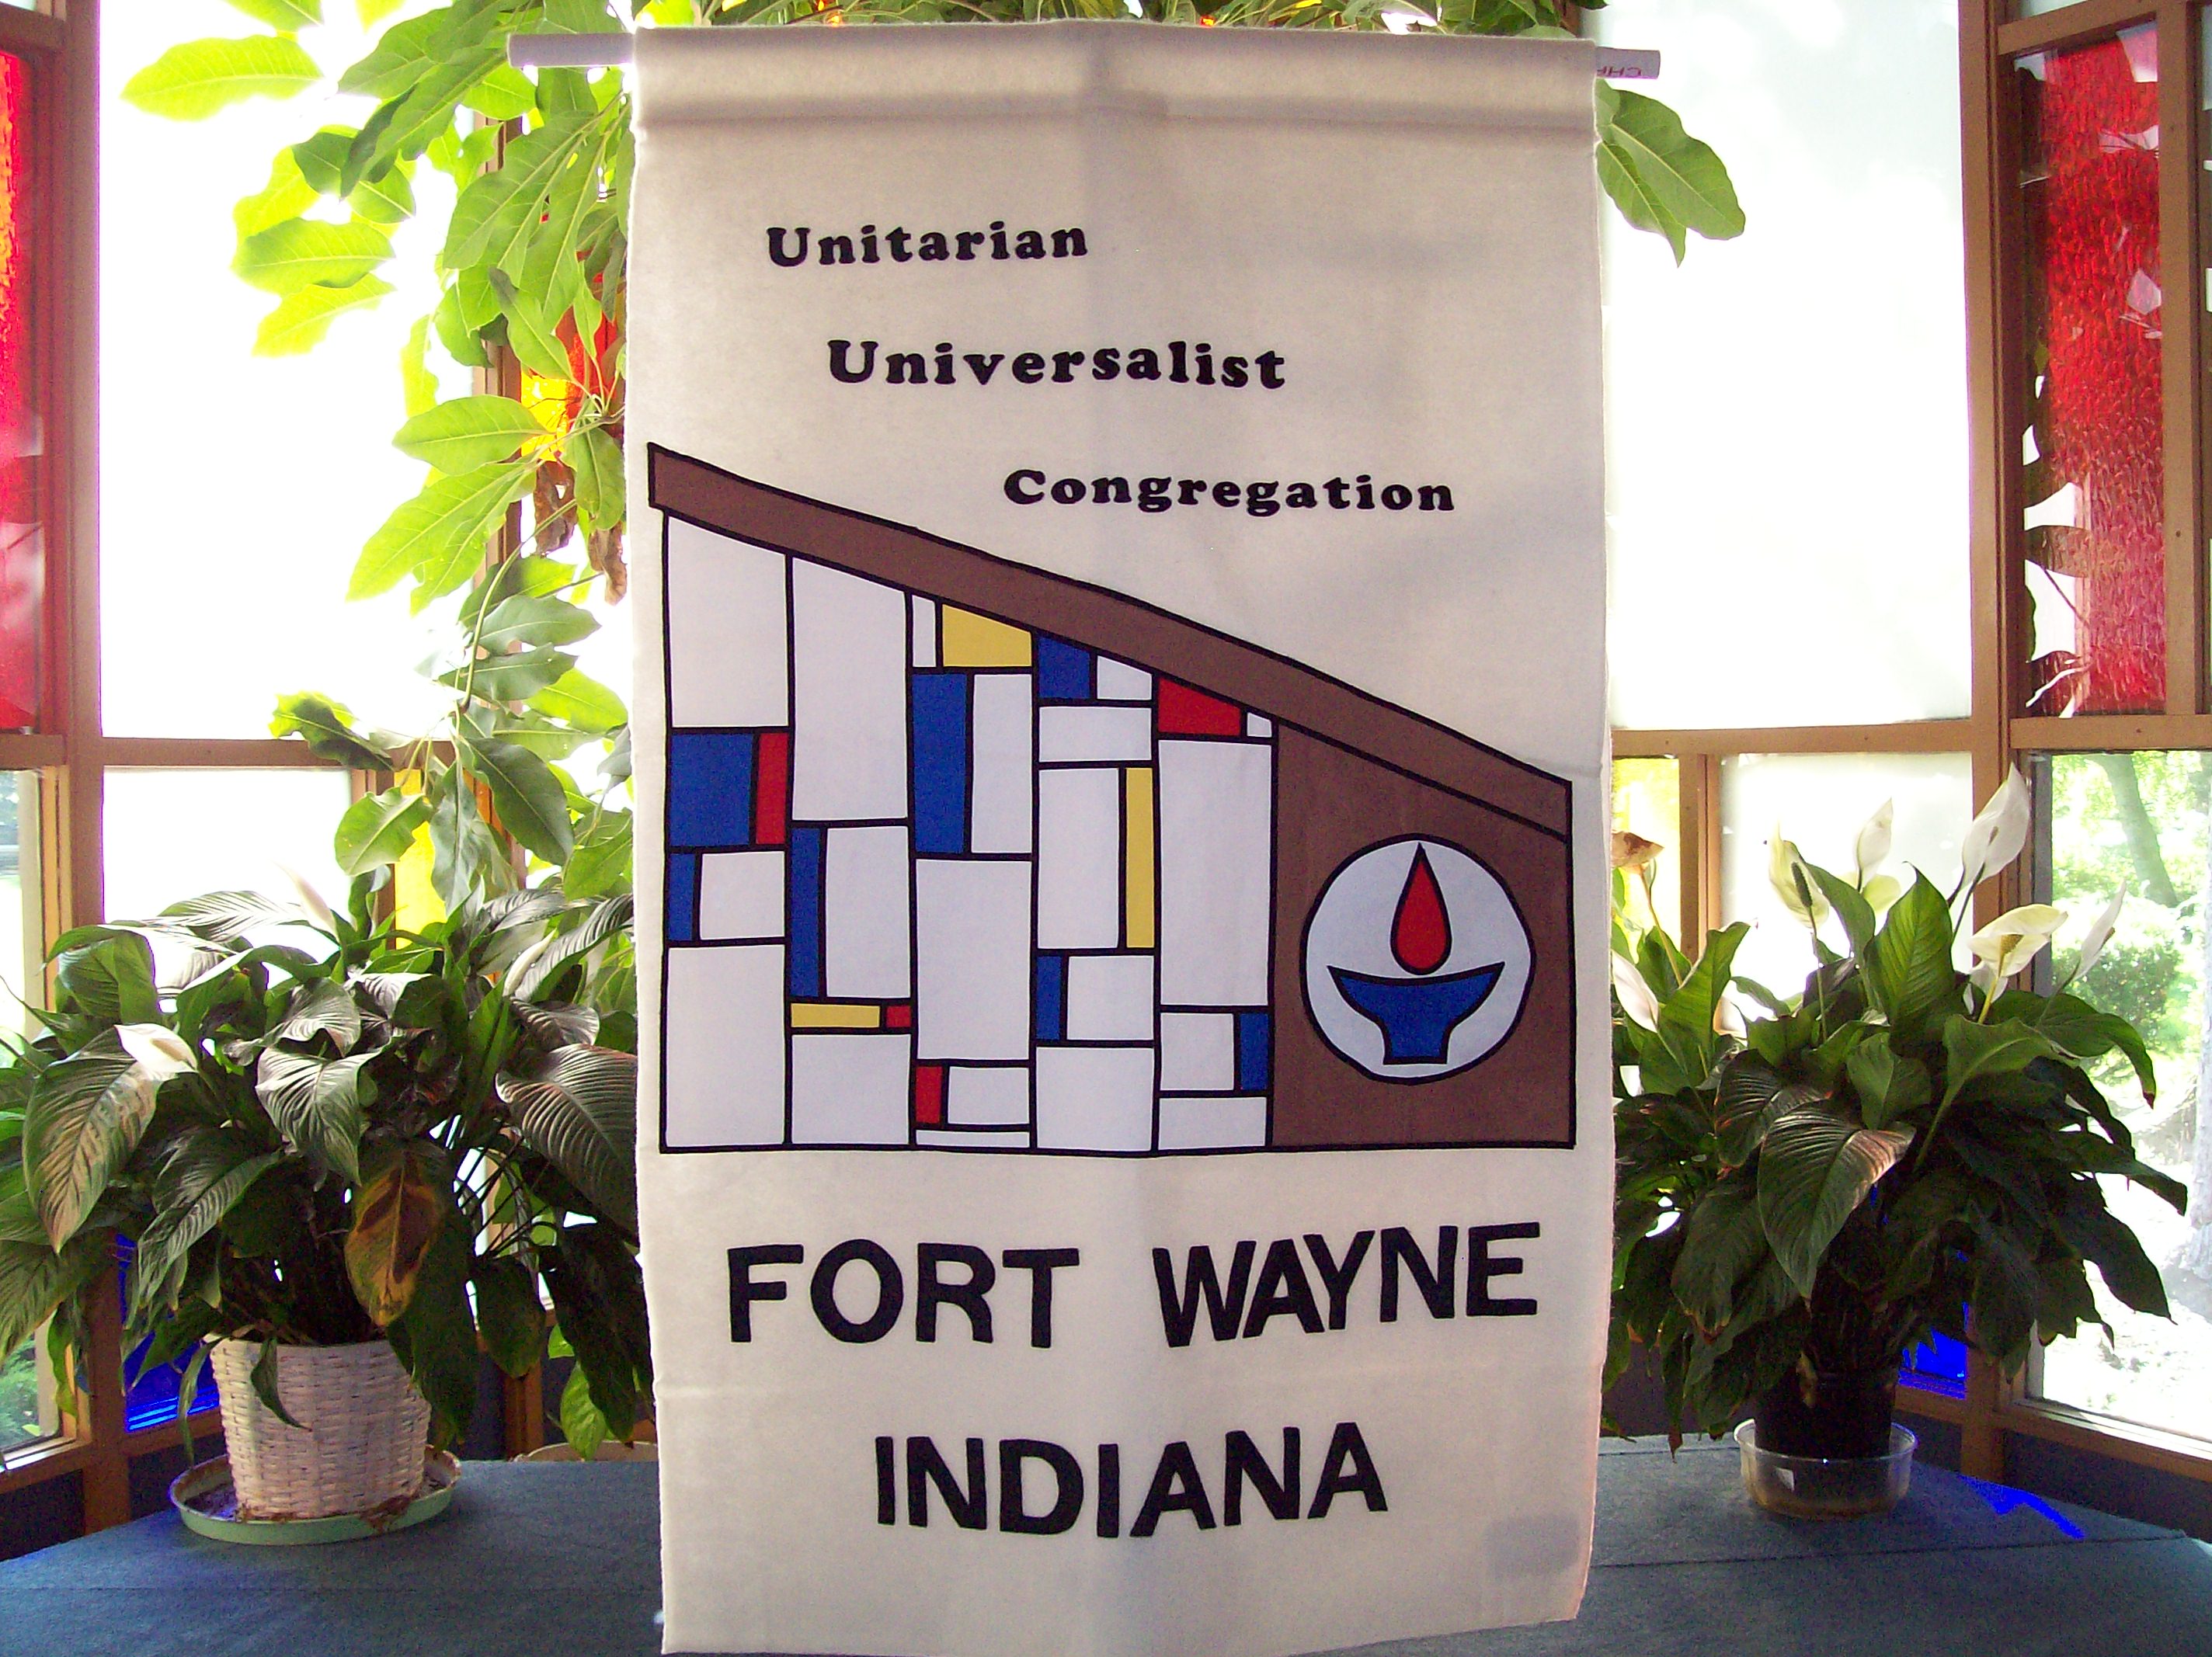 Unitarian
Universalist
Congregation
FORT WAYNE
INDIANA